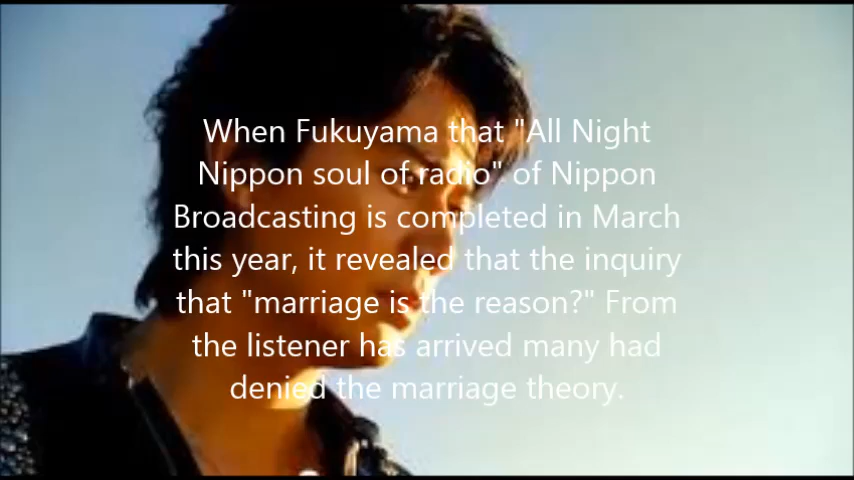 When Fukuyama that "All Night
Nippon soul of radio" of Nippon
Broadcasting is completed in March
this year, it revealed that the inquiry
that "marriage is the reason?" From
the listener has arrived many had
denied the marriage theory.